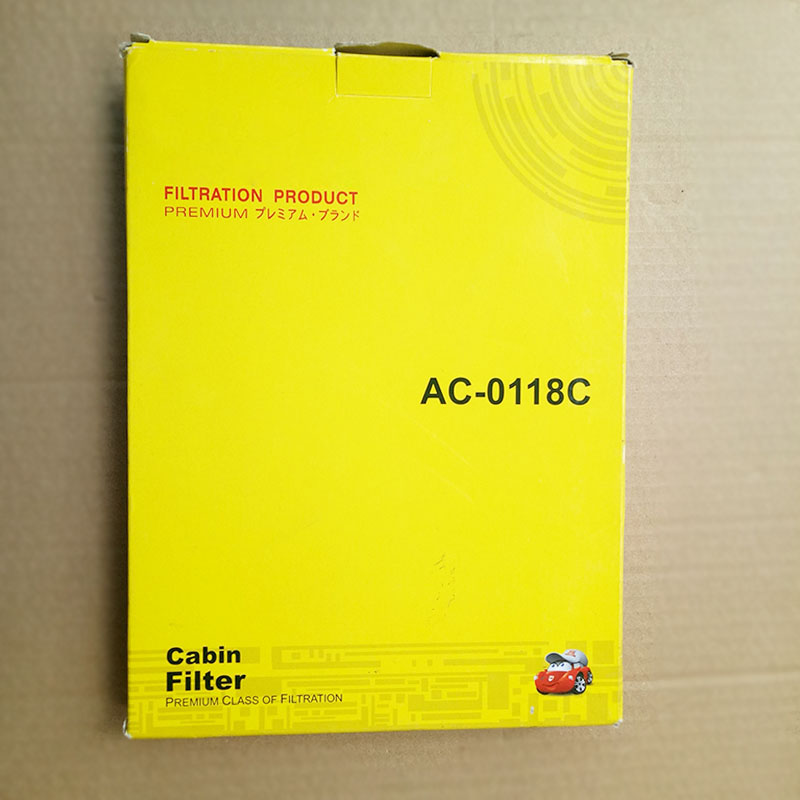 FILTRATION PRODUCT
PREMIUM プレミアム・ブランド
AC-0118C
Cabin
Filter
PREMIUM CLASS OF FILTRATION